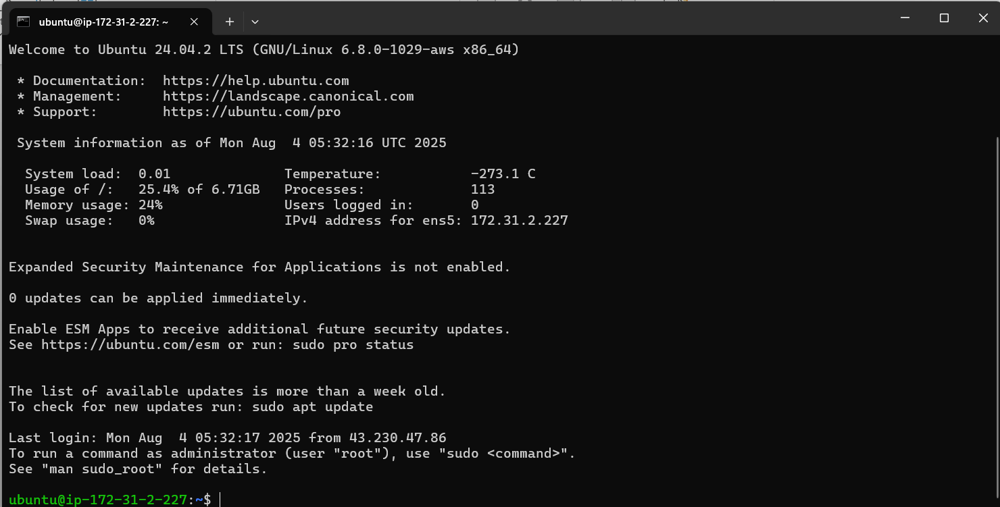 ubuntu@ip-172-31-2-227: ~
Welcome to Ubuntu 24.04.2 LTS (GNU/Linux 6.8.0-1029-aws x86_64)
* Documentation:  https://help.ubuntu.com
* Management:     https://landscape.canonical.com
* Support:        https://ubuntu.com/pro
System information as of Mon Aug  4 05:32:16 UTC 2025
System load:  0.01              Temperature:           -273.1 C
Usage of /:   25.4% of 6.71GB   Processes:             113
Memory usage: 24%               Users logged in:       0
Swap usage:   0%                IPv4 address for ens5: 172.31.2.227
Expanded Security Maintenance for Applications is not enabled.
0 updates can be applied immediately.
Enable ESM Apps to receive additional future security updates.
See https://ubuntu.com/esm or run: sudo pro status
The list of available updates is more than a week old.
To check for new updates run: sudo apt update
Last login: Mon Aug  4 05:32:17 2025 from 43.230.47.86
To run a command as administrator (user "root"), use "sudo <command>".
See "man sudo_root" for details.
ubuntu@ip-172-31-2-227:~$